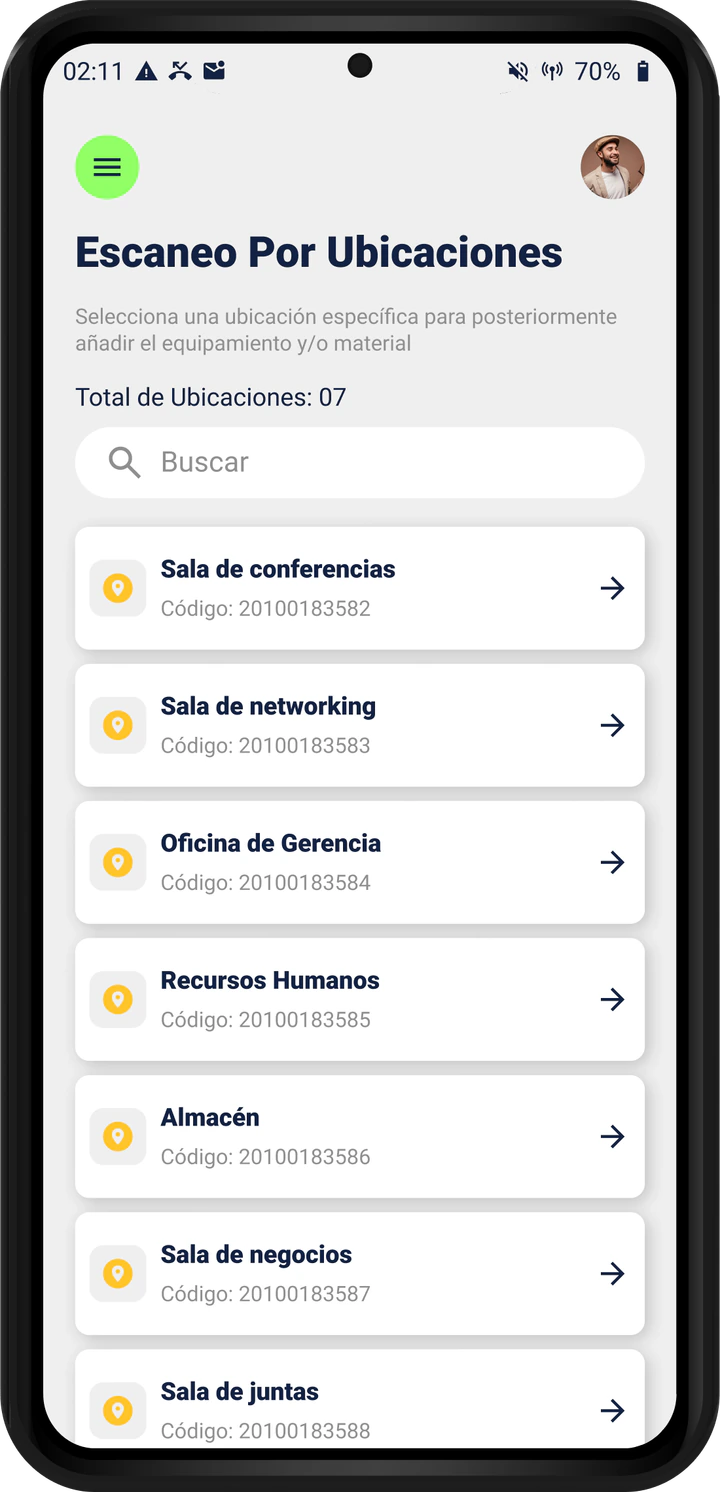 02:11
70%
Escaneo Por Ubicaciones
Selecciona una ubicación específica para posteriormente
añadir el equipamiento y/o material
Total de Ubicaciones: 07
Buscar
Sala de conferencias
Código: 20100183582
Sala de networking
Código: 20100183583
Oficina de Gerencia
Código: 20100183584
Recursos Humanos
Código: 20100183585
Almacén
Código: 20100183586
Sala de negocios
Código: 20100183587
Sala de juntas
Código: 20100183588